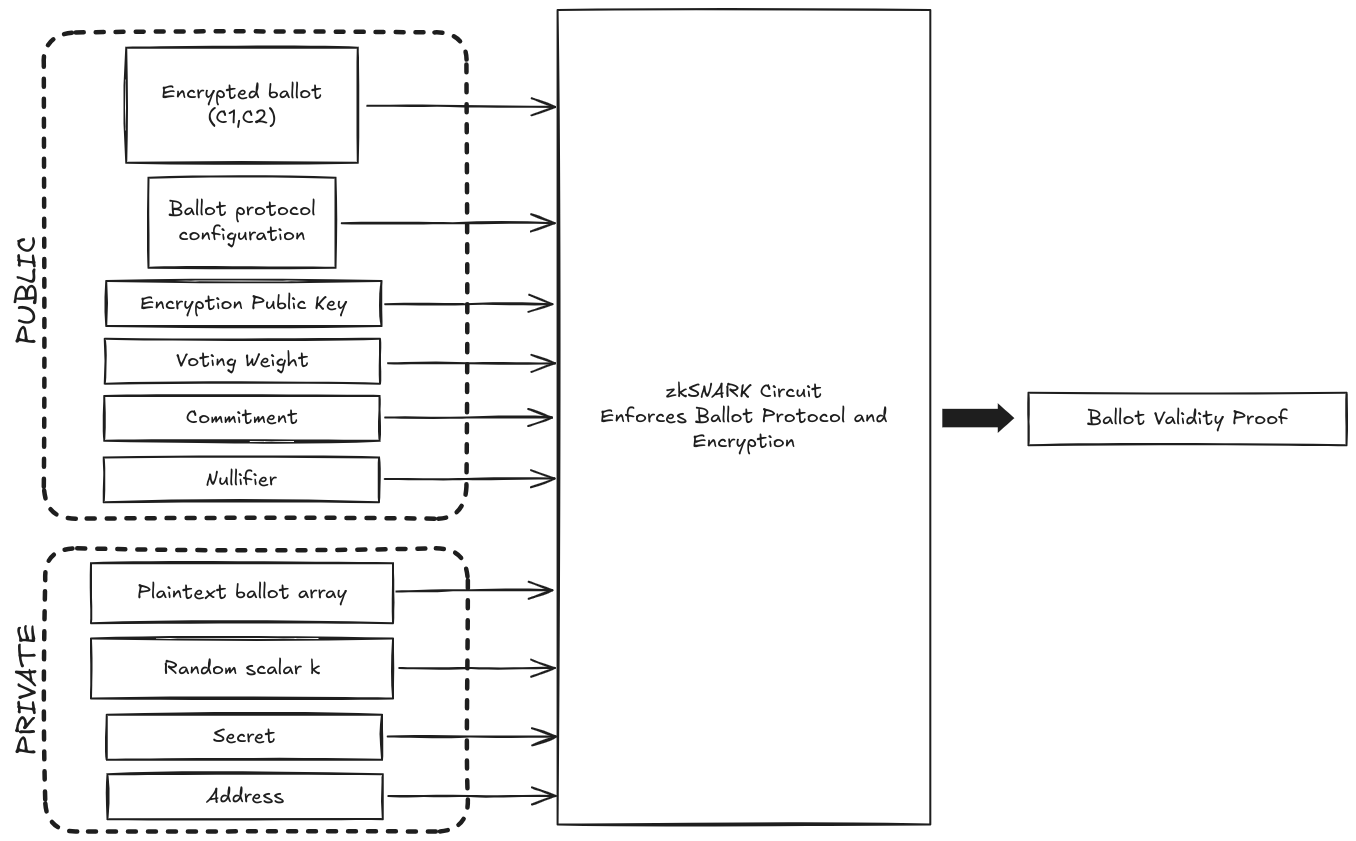 PUBLIC
Encrypted ballot
(C1,C2)
Ballot protocol
configuration
Encryption Public Key
Voting Weight
Commitment
Nullifier
PRIVATE
Plaintext ballot array
Random scalar k
Secret
Address
zkSNARK Circuit
Enforces Ballot Protocol and
Encryption
Ballot Validity Proof